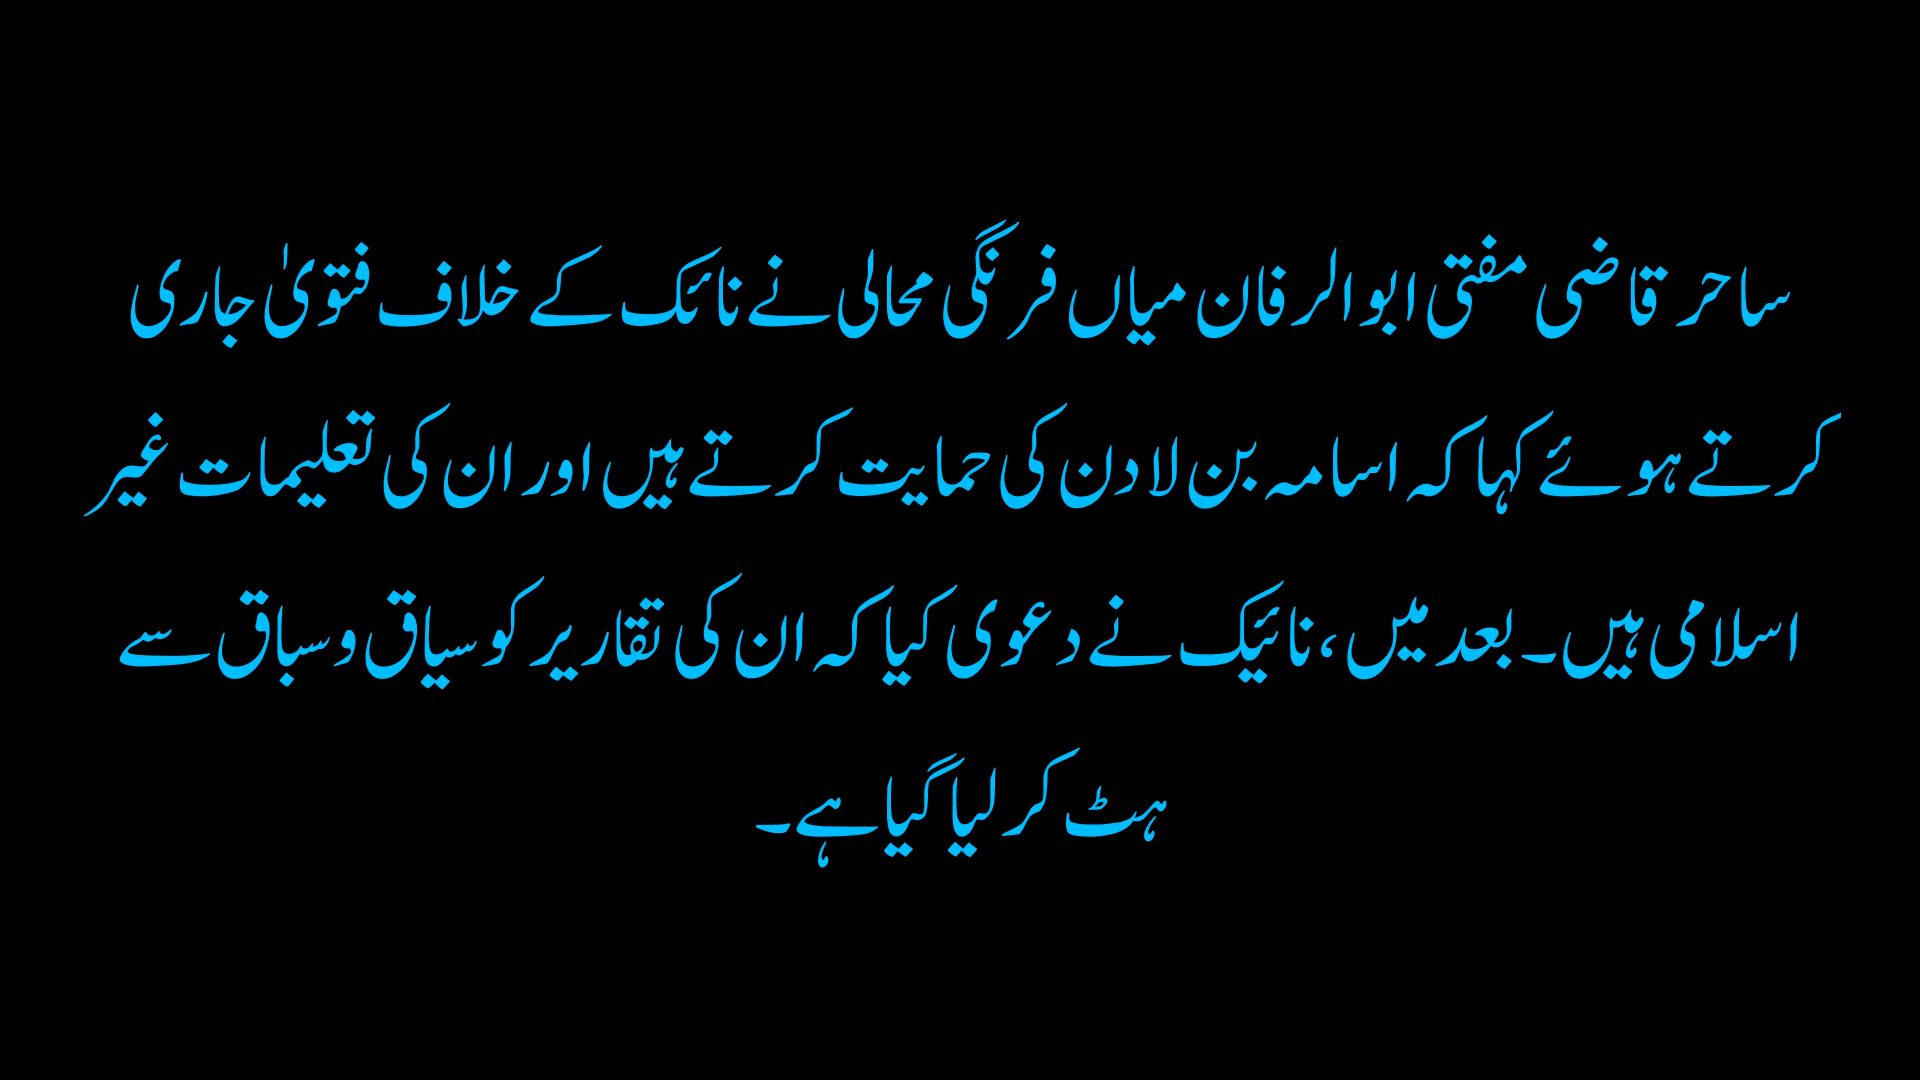 ساحر قاضی مفتی ابوالرفان میاں فرنگی محالی نے نائک کے خلاف فتویٰ جاری
کرتے ہوئے کہا کہ اسامہ بن لادن کی حمایت کرتے ہیں اور ان کی تعلیمات غیر
اسلامی ہیں۔ بعد میں، نائیک نے دعوی کیا کہ ان کی تقاریر کو سیاق و سباق سے
ہٹ کر لیا گیا ہے۔